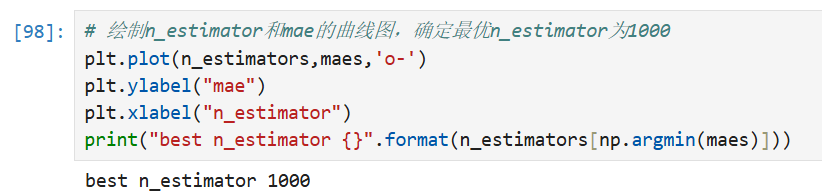 [98]: # 绘制n_estimator和mae的曲线图，确定最优n_estimator为1000
plt.plot(n_estimators,maes,'o-')
plt.ylabel("mae")
plt.xlabel("n_estimator")
print("best n_estimator {}".format(n_estimators[np.argmin(maes)]))
best n_estimator 1000